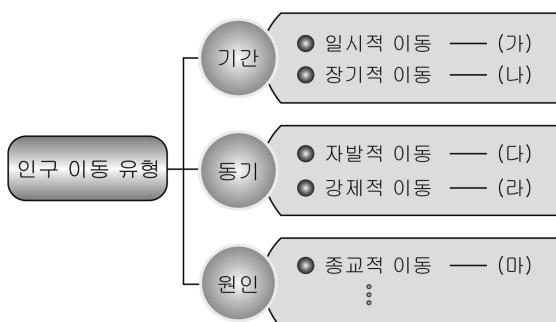 기간
일시적 이동 — (가)
장기적 이동 — (나)
인구 이동 유형
동기
자발적 이동 — (다)
강제적 이동 — (라)
원인
종교적 이동 — (마)